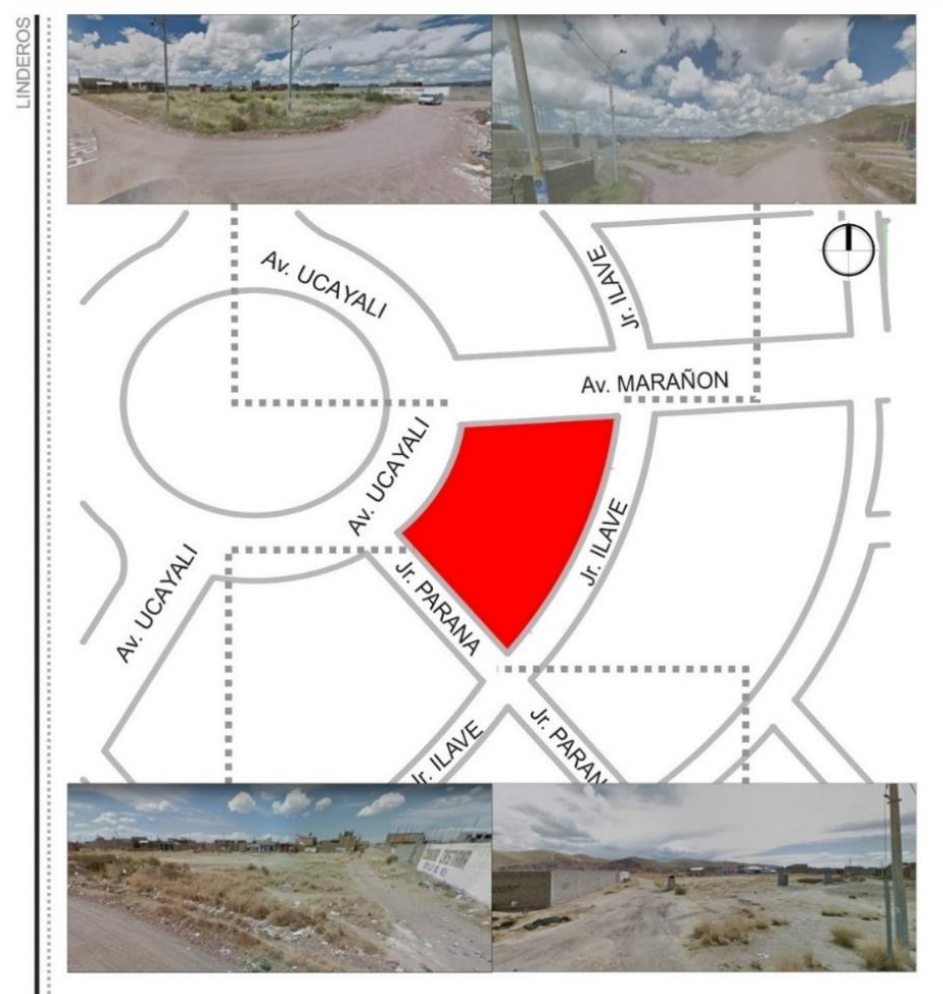 LINDEROS
Av. UCAYALI
Jr. ILAVE
Av. MARAÑON
Av. UCAYALI
Jr. ILAVE
Av. UCAYALI
Jr. PARANA
Jr. ILAVE
Jr. PARAN